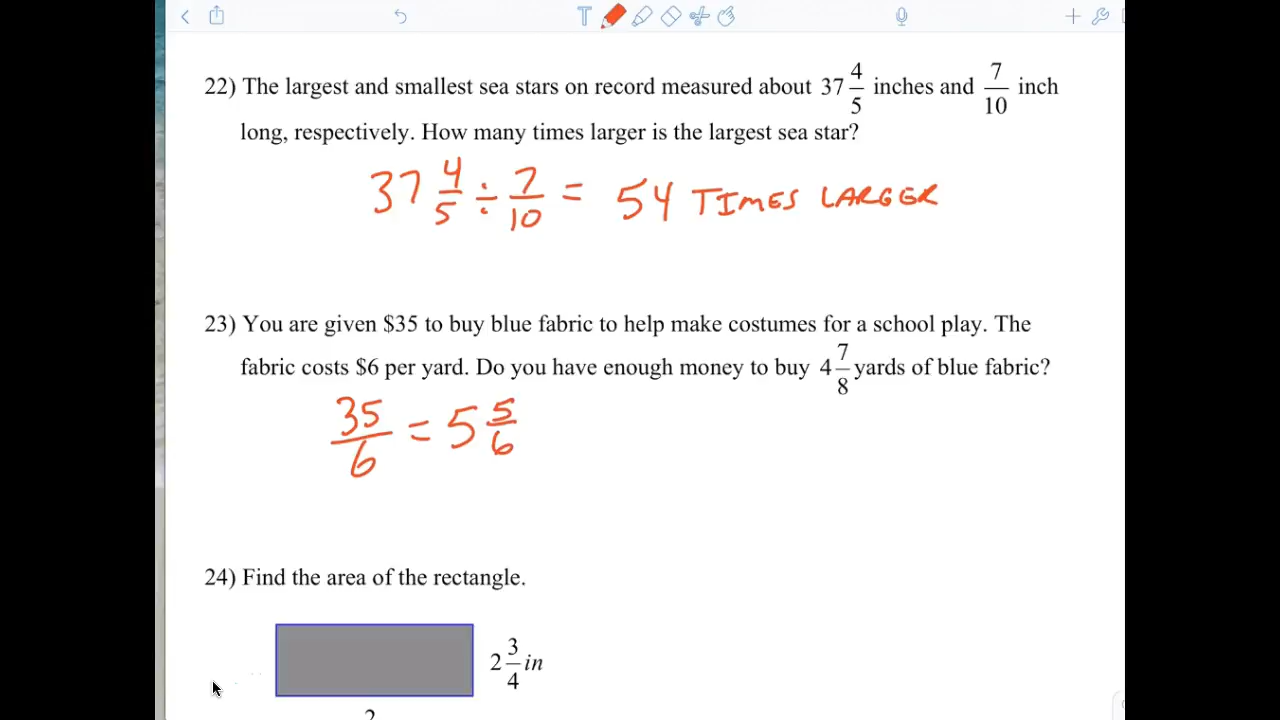 T
22) The largest and smallest sea stars on record measured about 37 4/5 inches and 7/10 inch
long, respectively. How many times larger is the largest sea star?
37 4/5 ÷ 7/10 = 54 TIMES LARGER
23) You are given $35 to buy blue fabric to help make costumes for a school play. The
fabric costs $6 per yard. Do you have enough money to buy 4 7/8 yards of blue fabric?
35/6 = 5 5/6
24) Find the area of the rectangle.
2 3/4 in